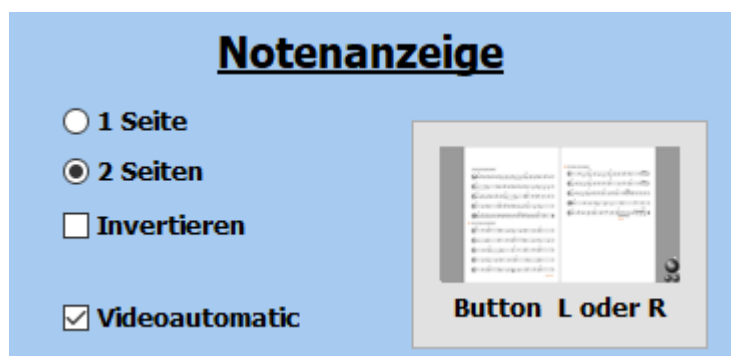 Notenanzeige
1 Seite
2 Seiten
Invertieren
Videoautomatic
Button L oder R